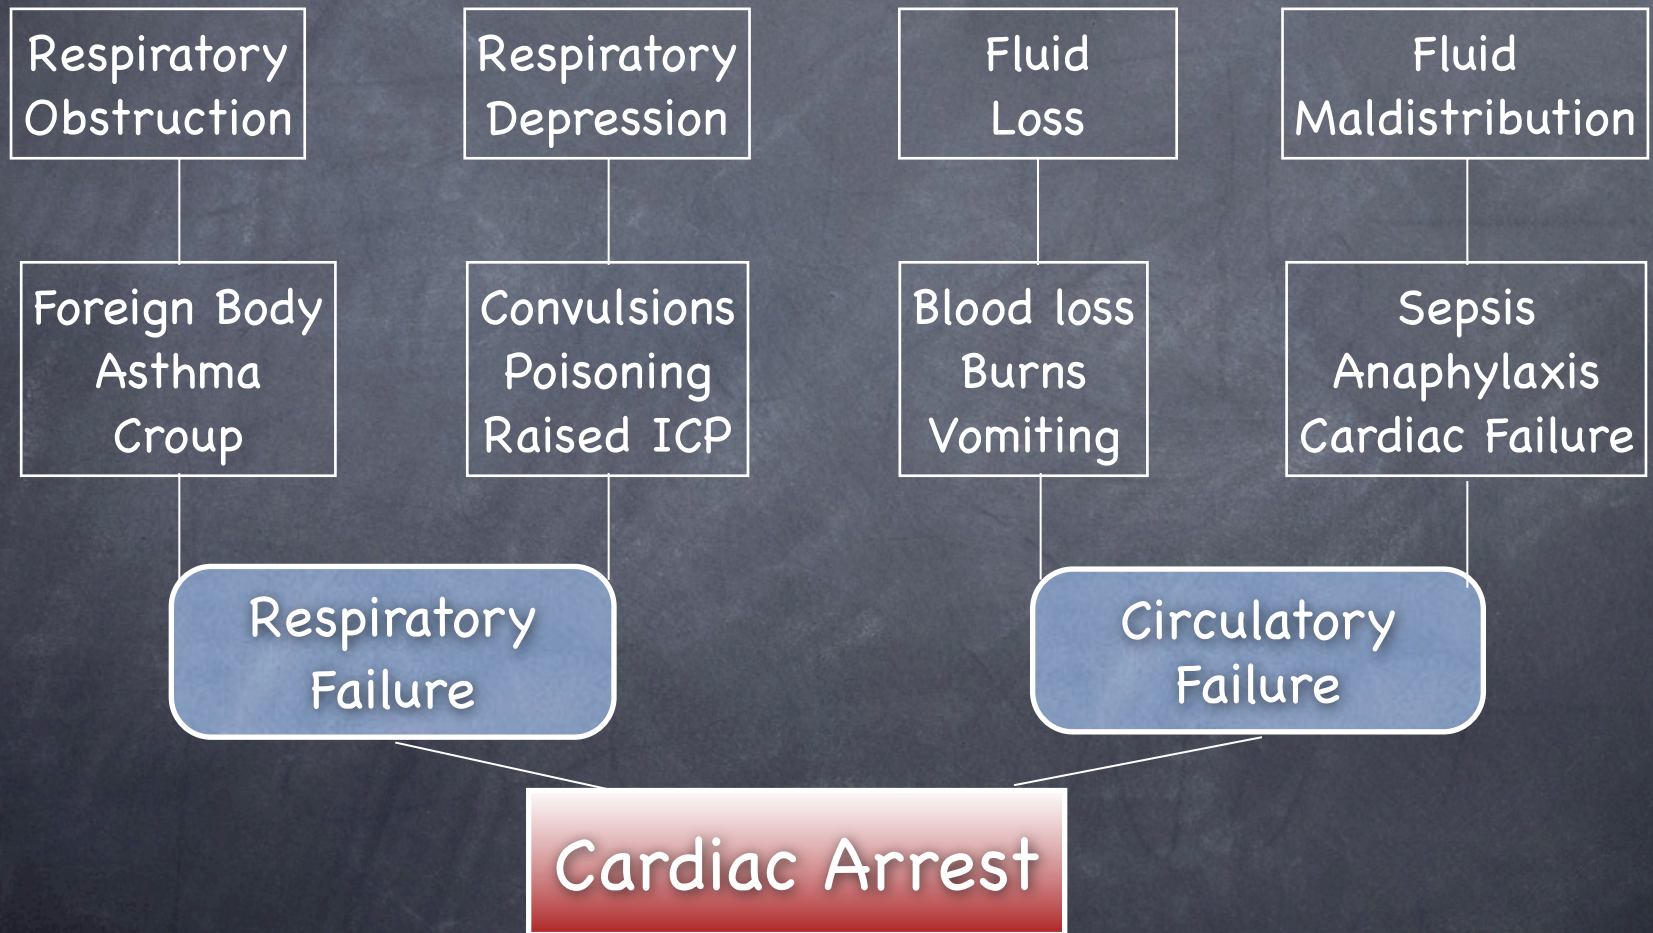 Respiratory
Obstruction
Respiratory
Depression
Fluid
Loss
Fluid
Maldistribution
Foreign Body
Asthma
Croup
Convulsions
Poisoning
Raised ICP
Blood loss
Burns
Vomiting
Sepsis
Anaphylaxis
Cardiac Failure
Respiratory
Failure
Circulatory
Failure
Cardiac Arrest